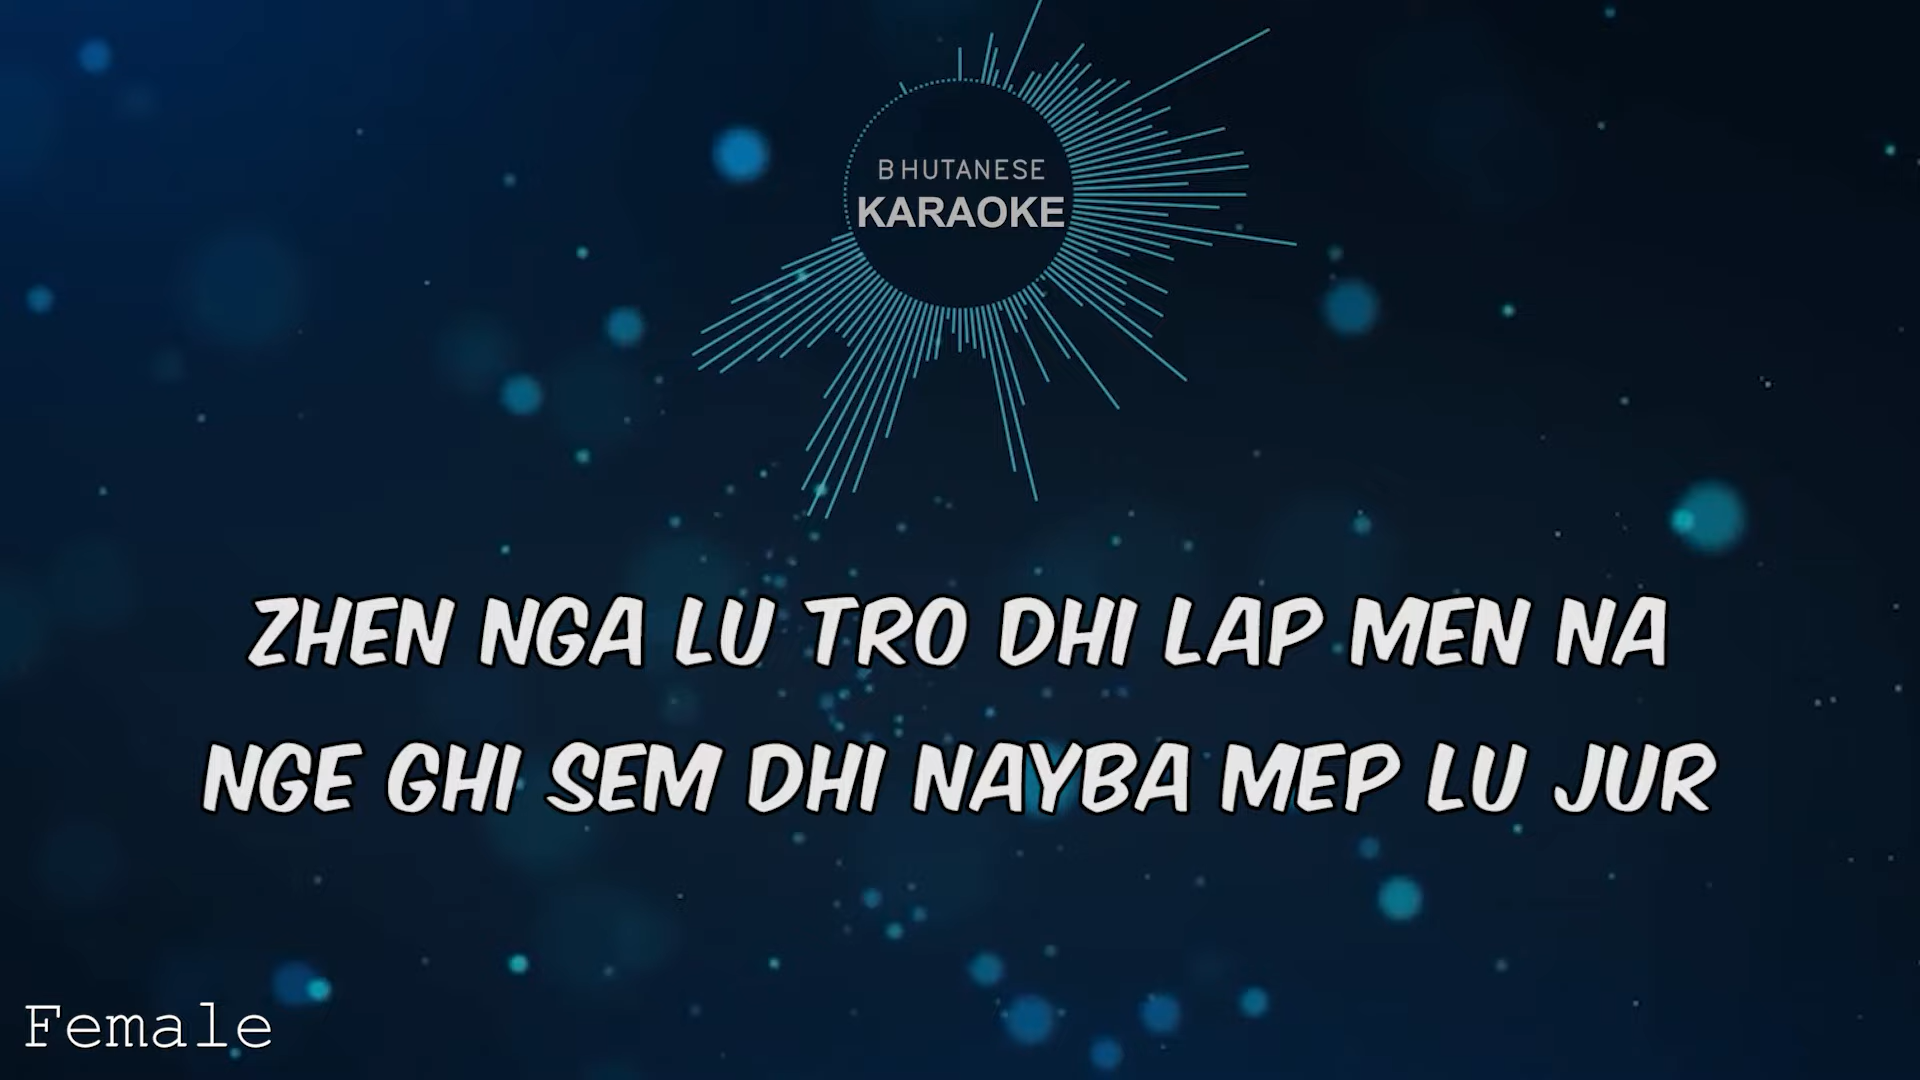 BHUTANESE
KARAOKE
ZHEN NGA LU TRO DHI LAP MEN NA
NGE GHI SEM DHI NAYBA MEP LU JUR
Female